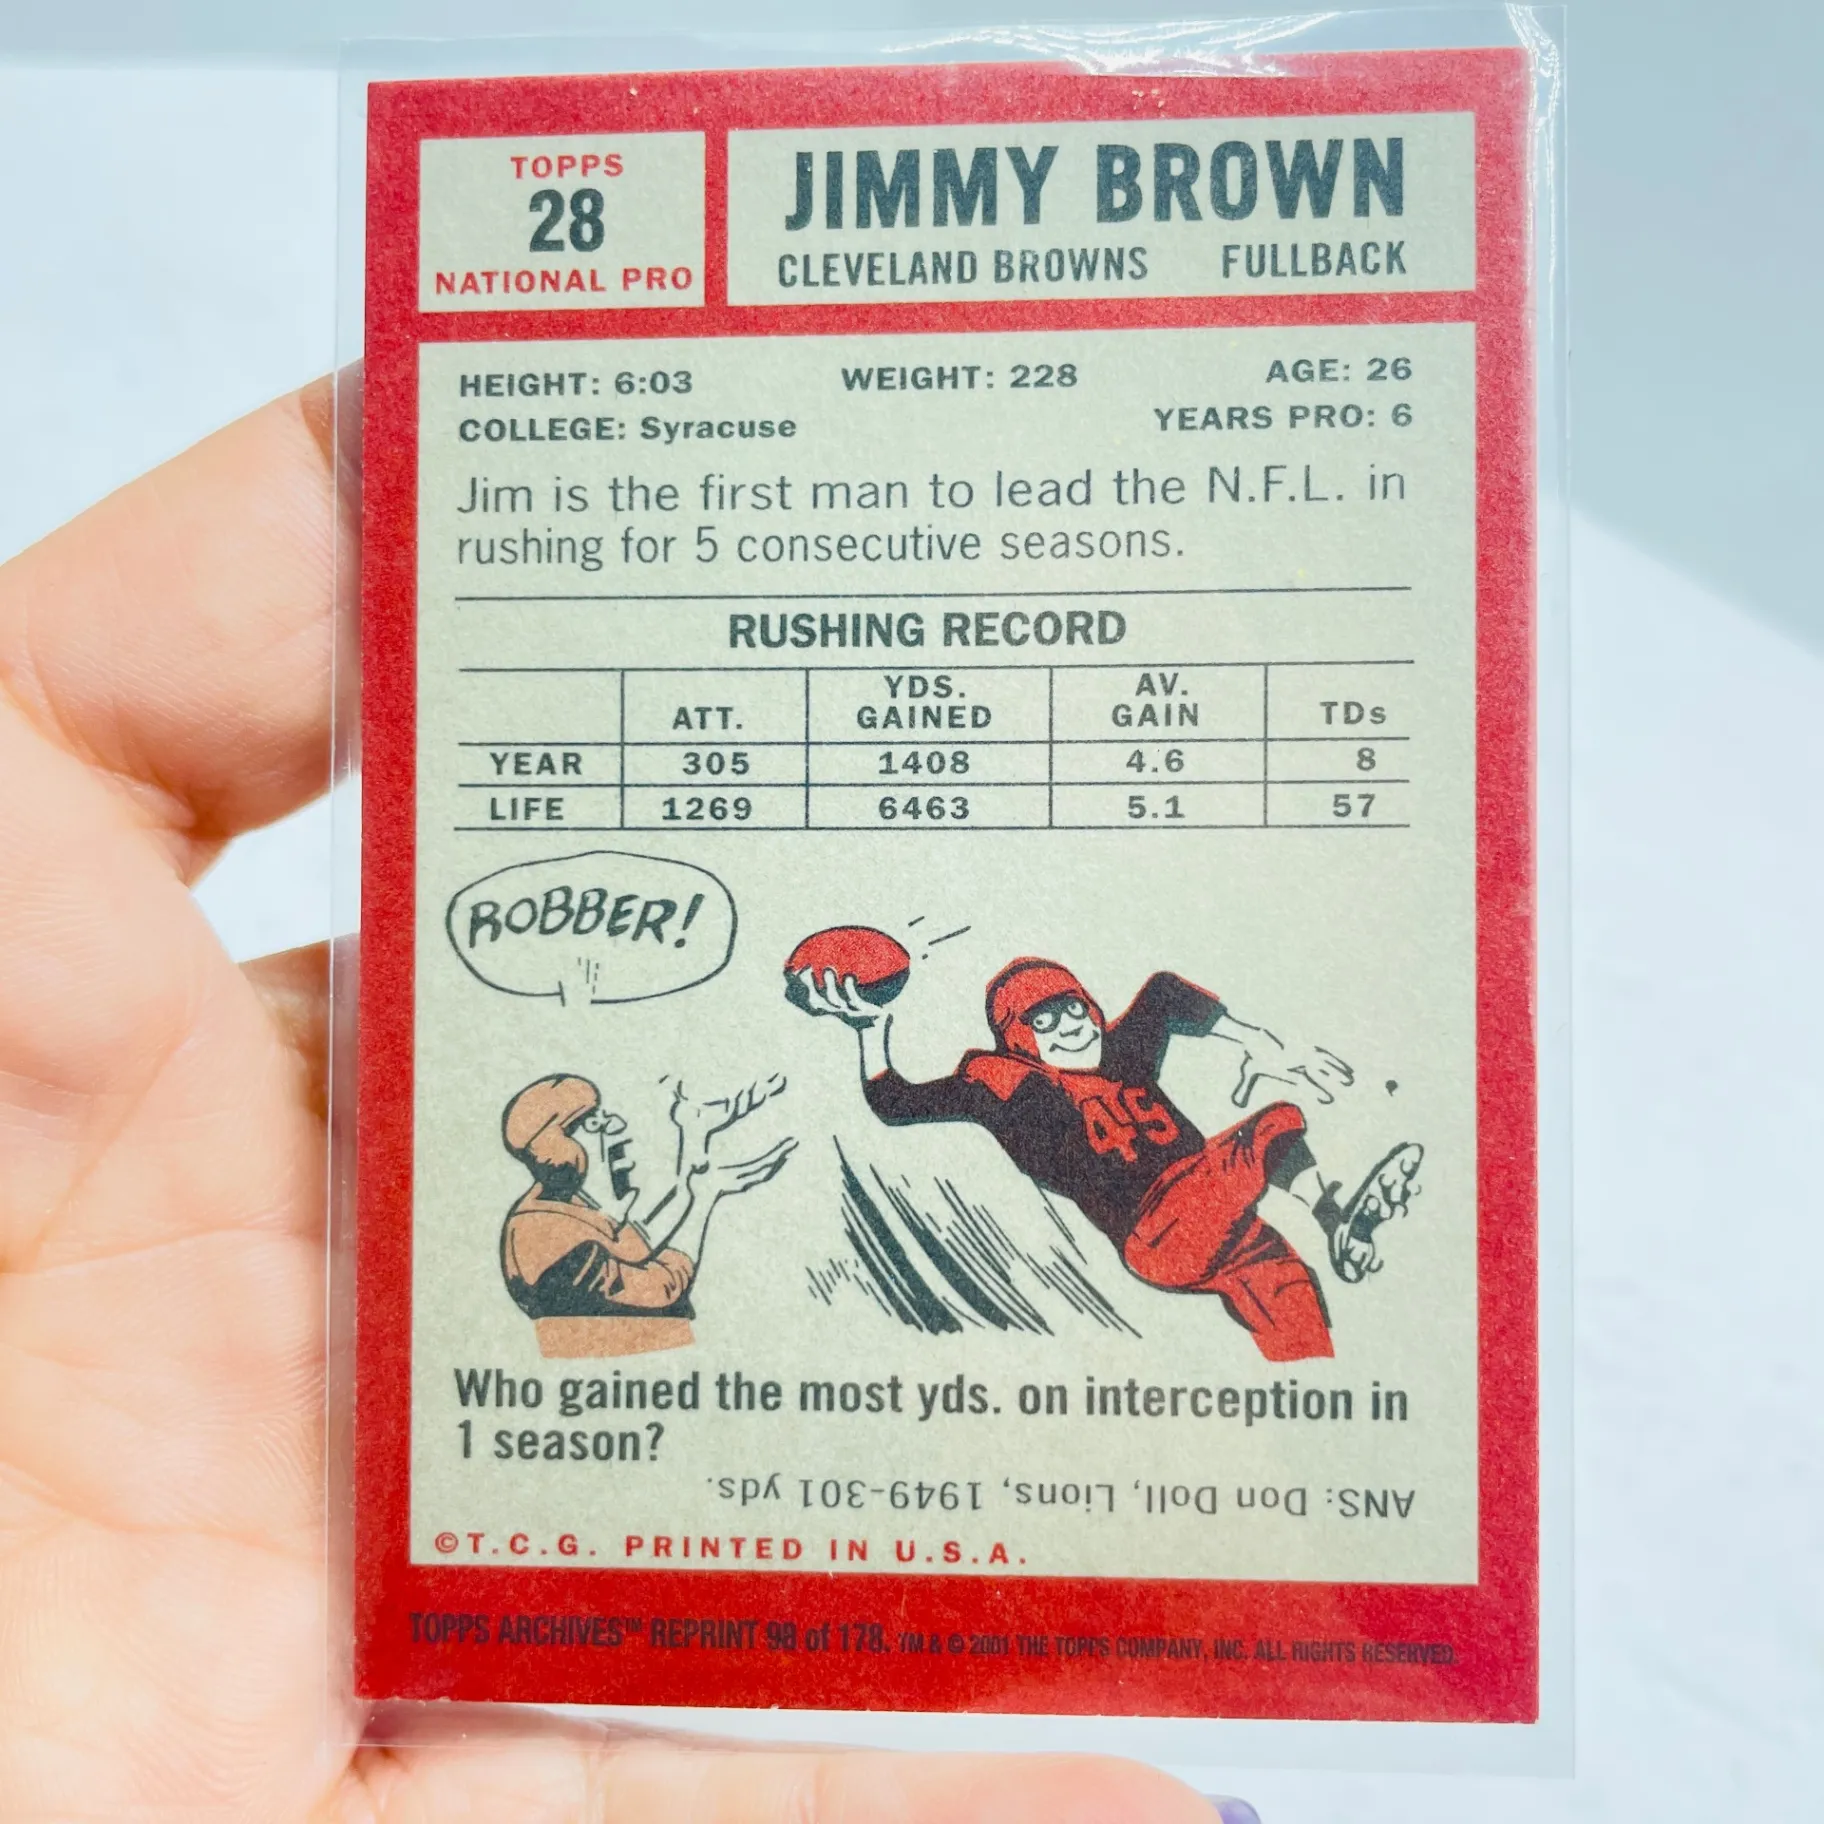 TOPPS
28
NATIONAL PRO
JIMMY BROWN
CLEVELAND BROWNS FULLBACK
HEIGHT: 6:03 WEIGHT: 228 AGE: 26
COLLEGE: Syracuse YEARS PRO: 6
Jim is the first man to lead the N.F.L. in
rushing for 5 consecutive seasons.
RUSHING RECORD
ATT. YDS. GAINED AV. GAIN TDs
YEAR 305 1408 4.6 8
LIFE 1269 6463 5.1 57
ROBBER!
45
Who gained the most yds. on interception in
1 season?
ANS: Don Doll, Lions, 1949-301 yds.
©T.C.G. PRINTED IN U.S.A.
TOPPS ARCHIVES™ REPRINT 98 of 178. TM & © 2001 THE TOPPS COMPANY, INC. ALL RIGHTS RESERVED.